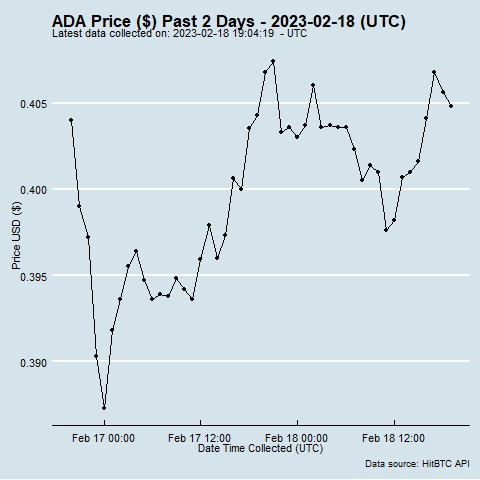 ADA Price ($) Past 2 Days - 2023-02-18 (UTC)
Latest data collected on: 2023-02-18 19:04:19  - UTC
0.405
0.400
0.395
0.390
Price USD ($)
Feb 17 00:00 Feb 17 12:00 Feb 18 00:00 Feb 18 12:00
Date Time Collected (UTC)
Data source: HitBTC API